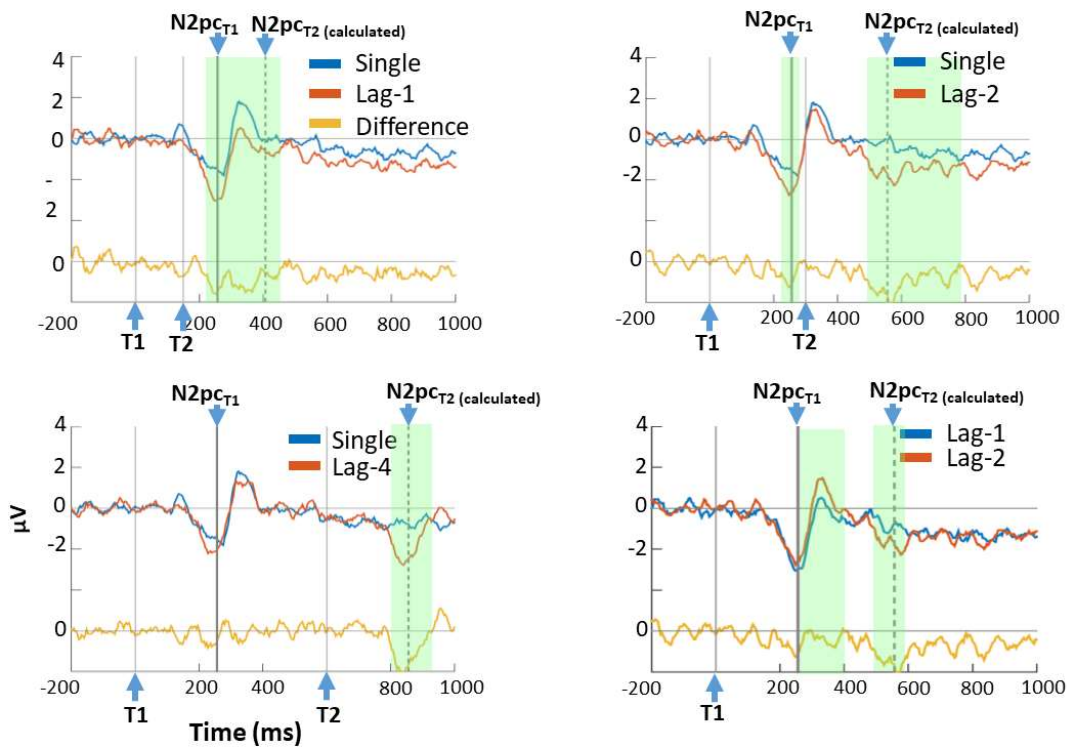 N2pcT1 N2pcT2 (calculated)
4
Single
2
Lag-1
0
Difference
-
2
0
-200 200 400 600 800 1000
T1 T2
N2pcT1 N2pcT2 (calculated)
4
Single
2
Lag-2
0
-2
0
-200 200 400 600 800 1000
T1 T2
N2pcT1 N2pcT2 (calculated)
4
Single
2
Lag-4
0
μV
-2
0
-200 0 200 400 600 800 1000
T1 T2
Time (ms)
N2pcT1 N2pcT2 (calculated)
4
Lag-1
2
Lag-2
0
-2
0
-200 0 200 400 600 800 1000
T1